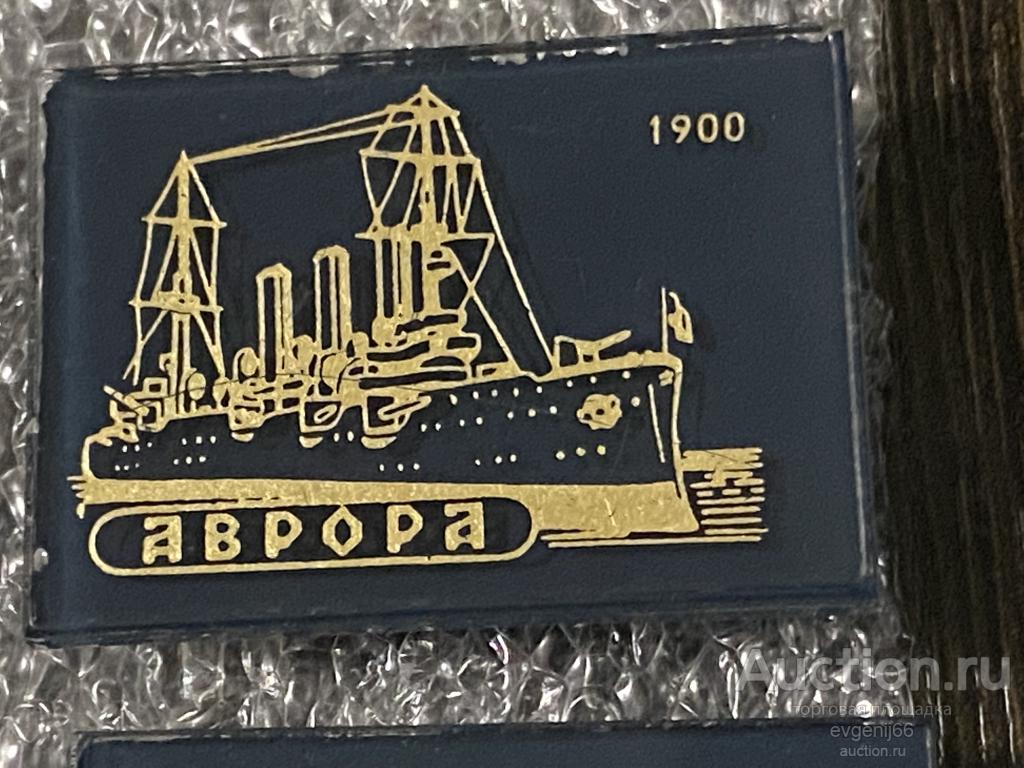 1900
АВРОРА
Auction.ru
торговая площадка
evgenij66
auction.ru